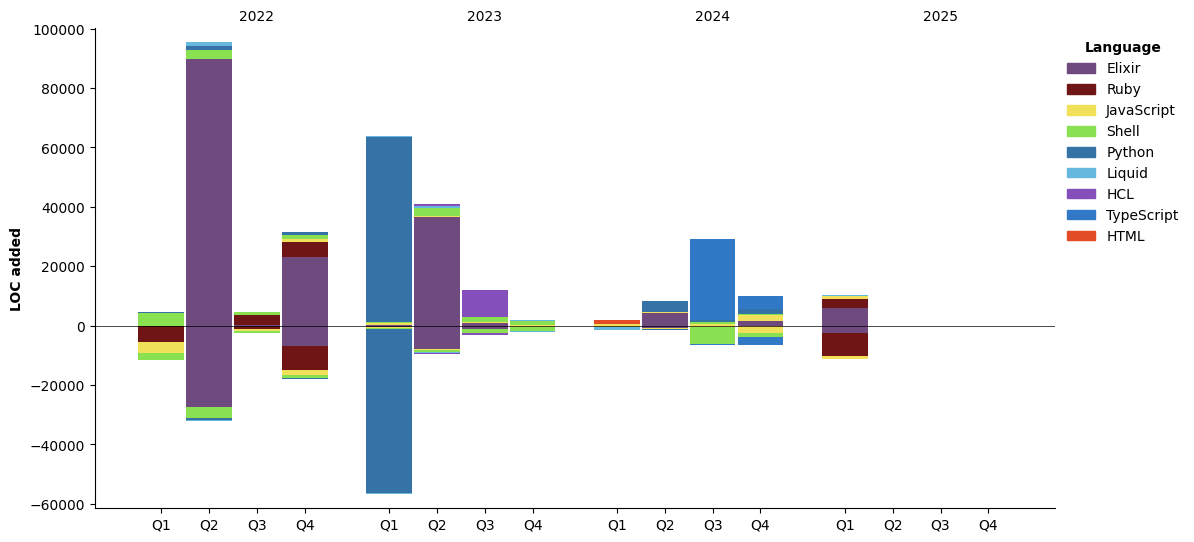 2022 2023 2024 2025
100000
80000
60000
40000
20000
0
−20000
−40000
−60000
LOC added
Q1 Q2 Q3 Q4 Q1 Q2 Q3 Q4 Q1 Q2 Q3 Q4 Q1 Q2 Q3 Q4
Language
Elixir
Ruby
JavaScript
Shell
Python
Liquid
HCL
TypeScript
HTML